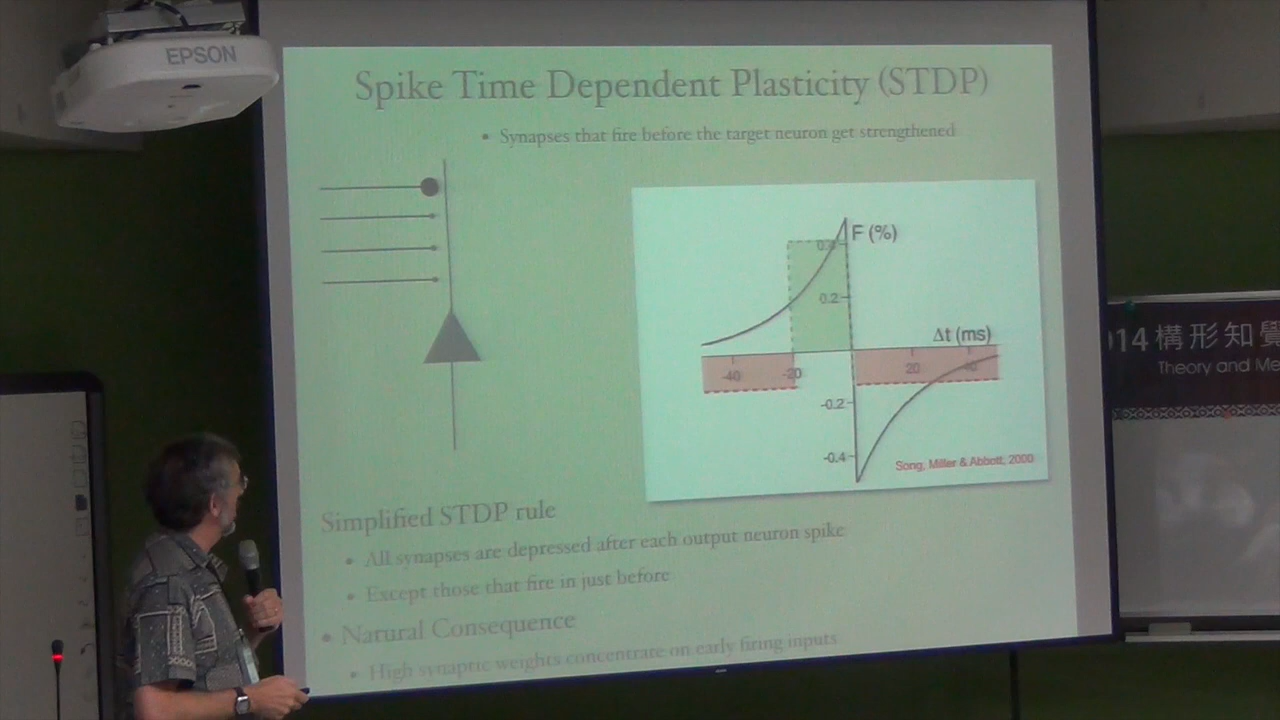 EPSON
Spike Time Dependent Plasticity (STDP)
• Synapses that fire before the target neuron get strengthened
F (%)
0.4
0.2
Δt (ms)
-40
-20
20
40
-0.2
-0.4
Song, Miller & Abbott, 2000
Simplified STDP rule
• All synapses are depressed after each output neuron spike
• Except those that fire in just before
• Natural Consequence
• High synaptic weights concentrate on early firing inputs
014 構形知覺
Theory and Me